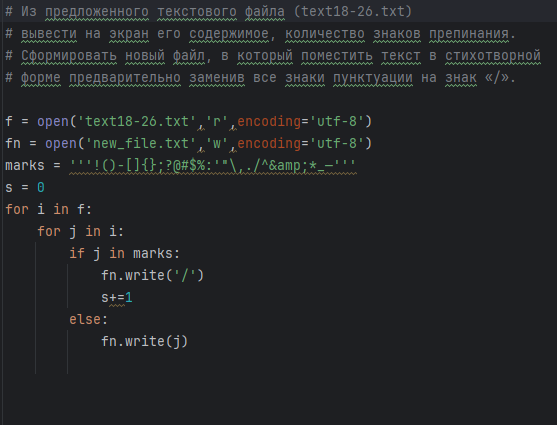 # Из предложенного текстового файла (text18-26.txt)
# вывести на экран его содержимое, количество знаков препинания.
# Сформировать новый файл, в который поместить текст в стихотворной
# форме предварительно заменив все знаки пунктуации на знак «/».
f = open('text18-26.txt','r',encoding='utf-8')
fn = open('new_file.txt','w',encoding='utf-8')
marks = '''!()-[]{};?@#$%:'"\,./^&amp;*_—'''
s = 0
for i in f:
for j in i:
if j in marks:
fn.write('/')
s+=1
else:
fn.write(j)